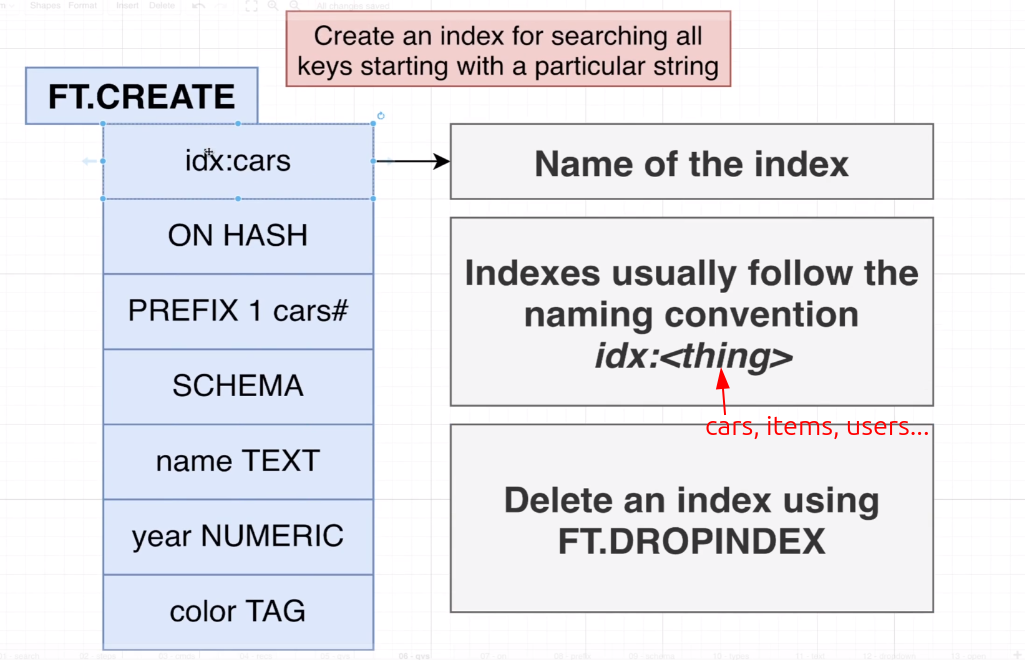 Shapes Format Insert Delete All changes saved
Create an index for searching all
keys starting with a particular string
FT.CREATE
idx:cars
Name of the index
ON HASH
PREFIX 1 cars#
SCHEMA
name TEXT
year NUMERIC
color TAG
Indexes usually follow the
naming convention
idx:<thing>
cars, items, users...
Delete an index using
FT.DROPINDEX